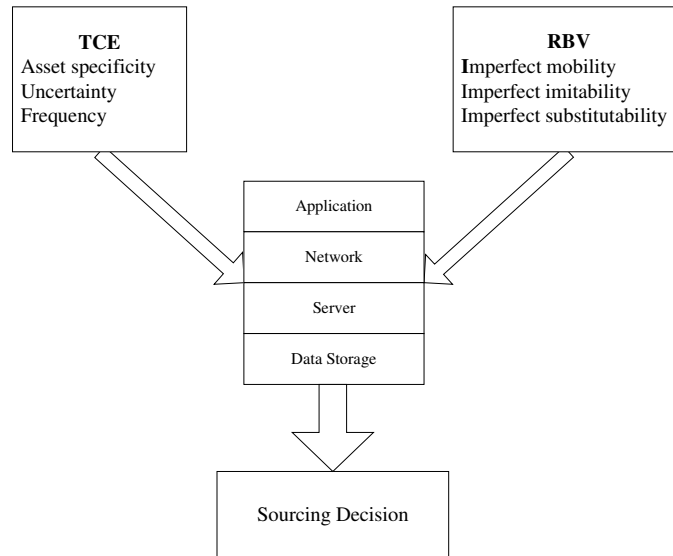 TCE
Asset specificity
Uncertainty
Frequency
RBV
Imperfect mobility
Imperfect imitability
Imperfect substitutability
Application
Network
Server
Data Storage
Sourcing Decision